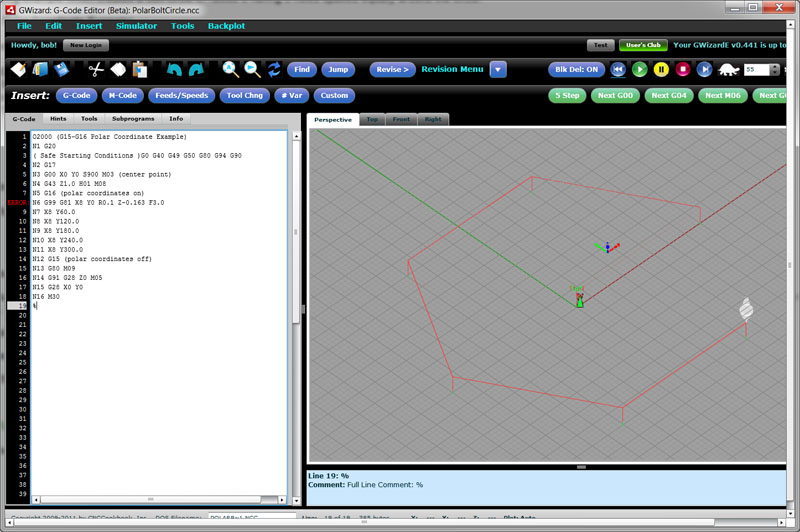 GWizard: G-Code Editor (Beta): PolarBoltCircle.ncc
File Edit Insert Simulator Tools Backplot
Howdy, bob! New Login Test User's Club Your GWizardE v0.441 is up to
Find Jump Revise > Revision Menu Blk Del: ON 55
Insert: G-Code M-Code Feeds/Speeds Tool Chng # Var Custom S Step Next G00 Next G04 Next M06 Next G
G-Code Hints Tools Subprograms Info
Perspective Top Front Right
1 O2000 (G15-G16 Polar Coordinate Example)
2 N1 G20
3 ( Safe Starting Conditions )G0 G40 G49 G50 G80 G94 G90
4 N2 G17
5 N3 G00 X0 Y0 S900 M03 (center point)
6 N4 G43 Z1.0 H01 M08
7 N5 G16 (polar coordinates on)
ERROR N6 G99 G81 X8 Y0 R0.1 Z-0.163 F3.0
9 N7 X8 Y60.0
10 N8 X8 Y120.0
11 N9 X8 Y180.0
12 N10 X8 Y240.0
13 N11 X8 Y300.0
14 N12 G15 (polar coordinates off)
15 N13 G80 M09
16 N14 G91 G28 Z0 M05
17 N15 G28 X0 Y0
18 N16 M30
19 %
20
21
22
23
24
25
26
27
28
29
30
31
32
33
34
35
36
37
38
39
Line 19: %
Comment: Full Line Comment: %